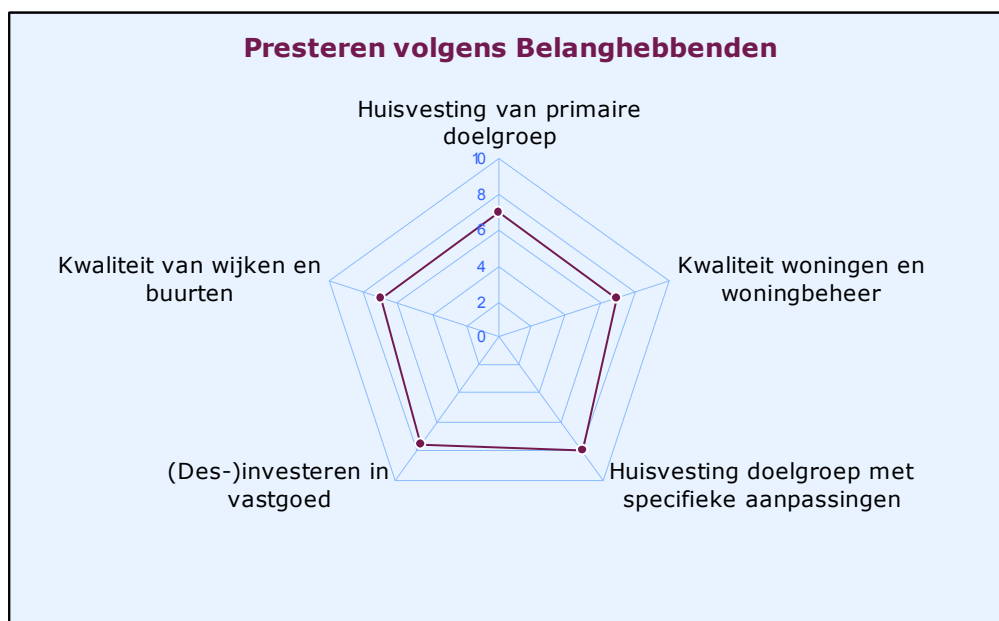 Presteren volgens Belanghebbenden
Huisvesting van primaire
doelgroep
10
8
6
4
2
0
Kwaliteit van wijken en
buurten
Kwaliteit woningen en
woningbeheer
(Des-)investeren in
vastgoed
Huisvesting doelgroep met
specifieke aanpassingen